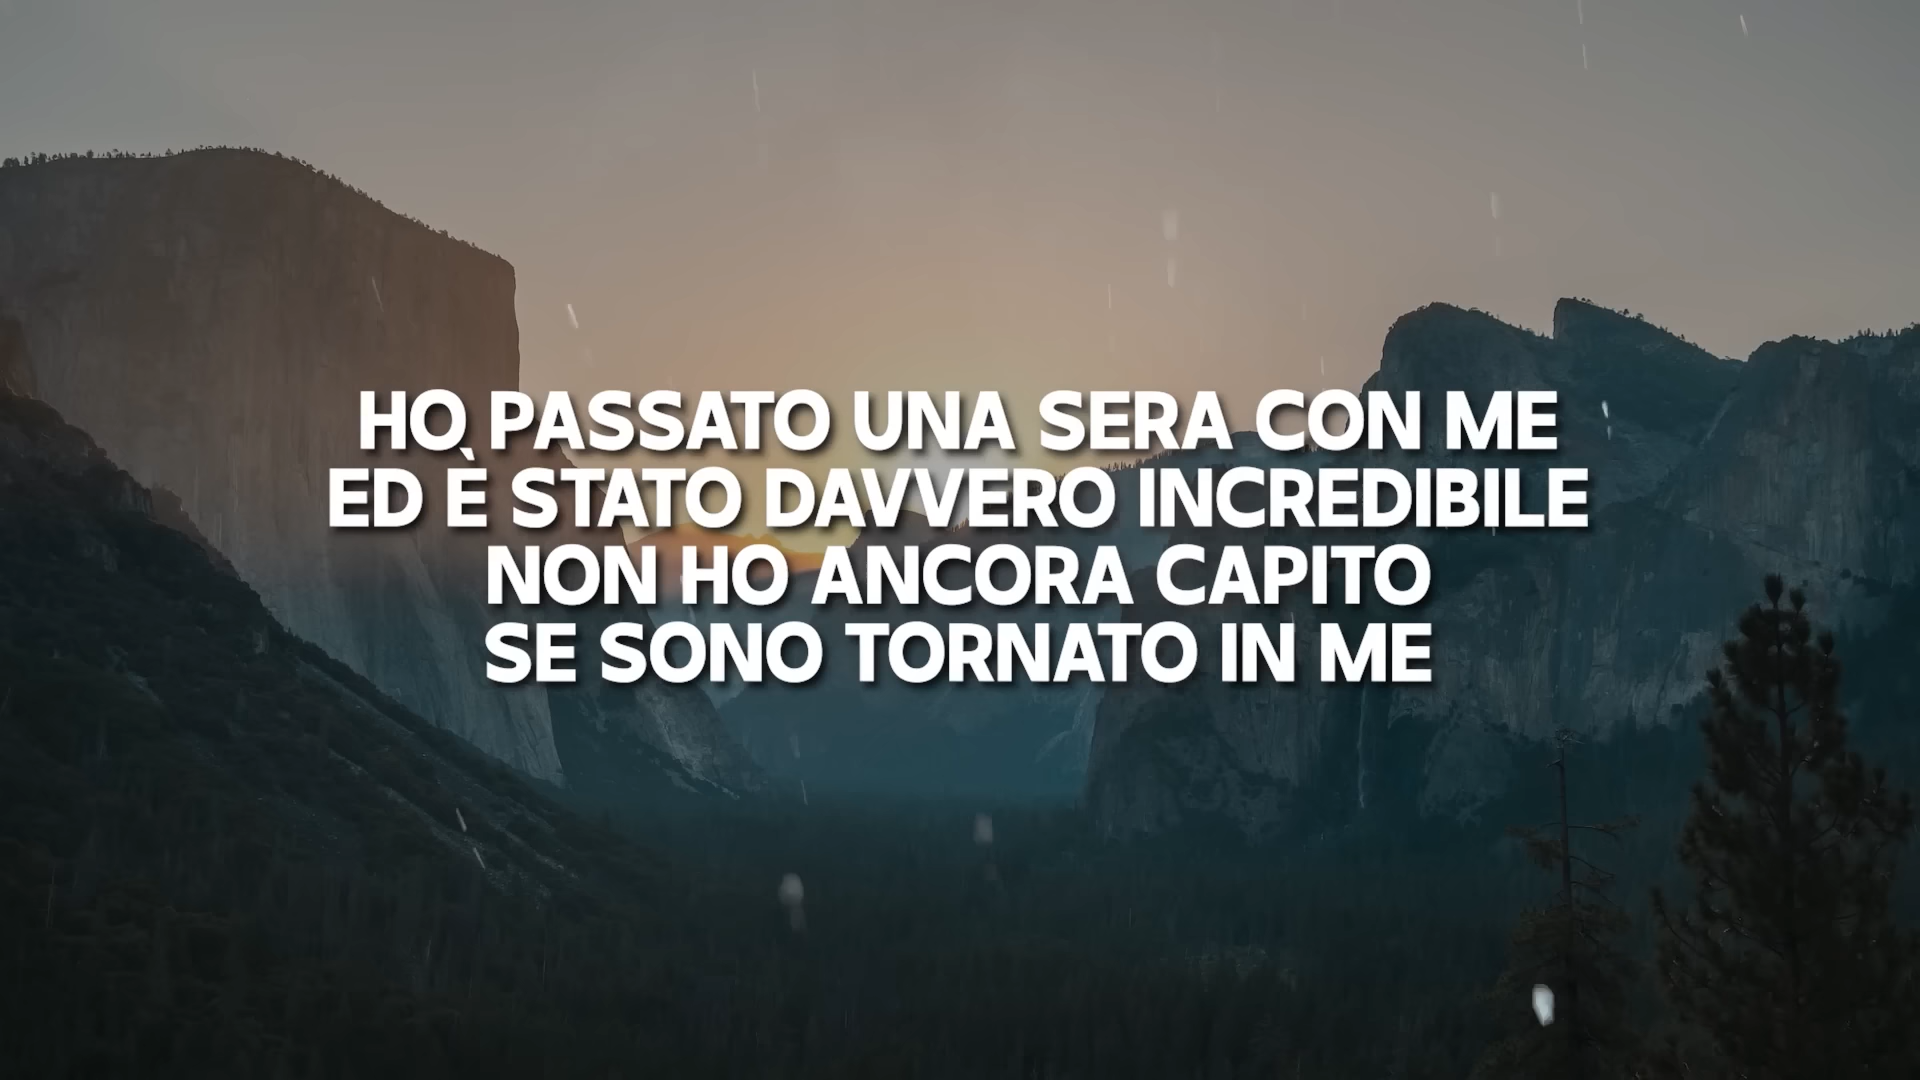 HO PASSATO UNA SERA CON ME
ED È STATO DAVVERO INCREDIBILE
NON HO ANCORA CAPITO
SE SONO TORNATO IN ME